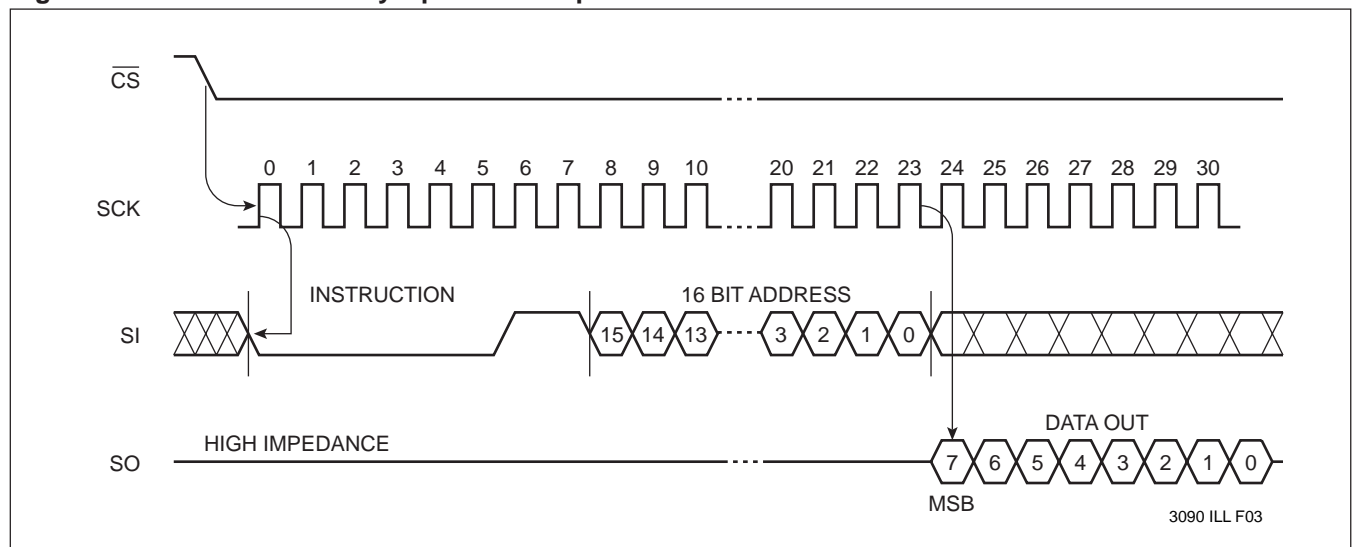 CS
0 1 2 3 4 5 6 7 8 9 10 20 21 22 23 24 25 26 27 28 29 30
SCK
INSTRUCTION 16 BIT ADDRESS
SI 15 14 13 3 2 1 0
HIGH IMPEDANCE DATA OUT
SO 7 6 5 4 3 2 1 0
MSB
3090 ILL F03